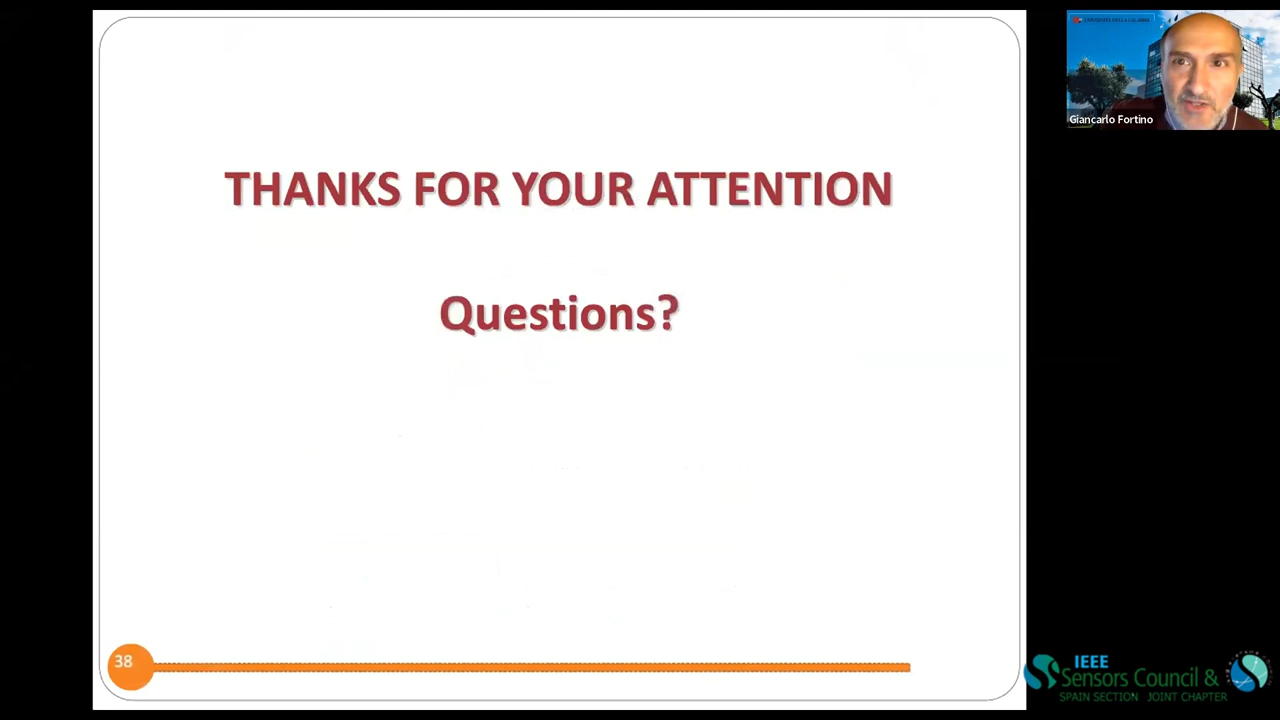 THANKS FOR YOUR ATTENTION
Questions?
38
Giancarlo Fortino
IEEE
Sensors Council &
SPAIN SECTION JOINT CHAPTER